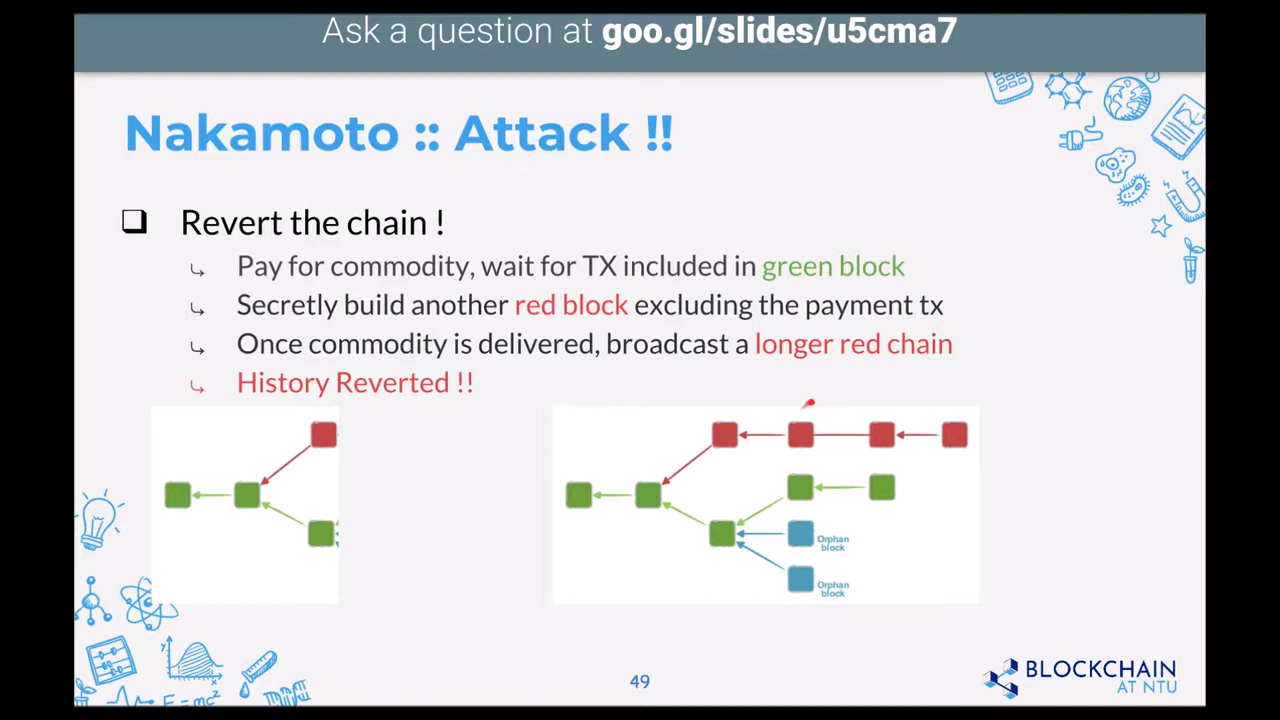 Ask a question at goo.gl/slides/u5cma7
Nakamoto :: Attack !!
Revert the chain !
Pay for commodity, wait for TX included in green block
Secretly build another red block excluding the payment tx
Once commodity is delivered, broadcast a longer red chain
History Reverted !!
Orphan
block
Orphan
block
y
x
E=mc²
49
BLOCKCHAIN
AT NTU